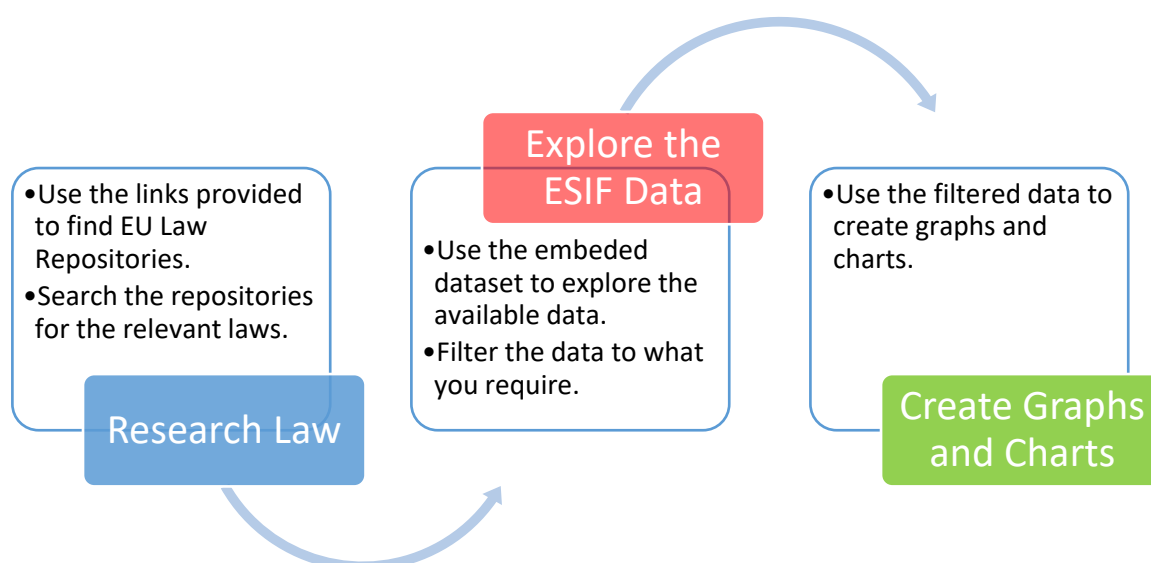 •Use the links provided
to find EU Law
Repositories.
•Search the repositories
for the relevant laws.
Research Law
Explore the
ESIF Data
•Use the embeded
dataset to explore the
available data.
•Filter the data to what
you require.
•Use the filtered data to
create graphs and
charts.
Create Graphs
and Charts